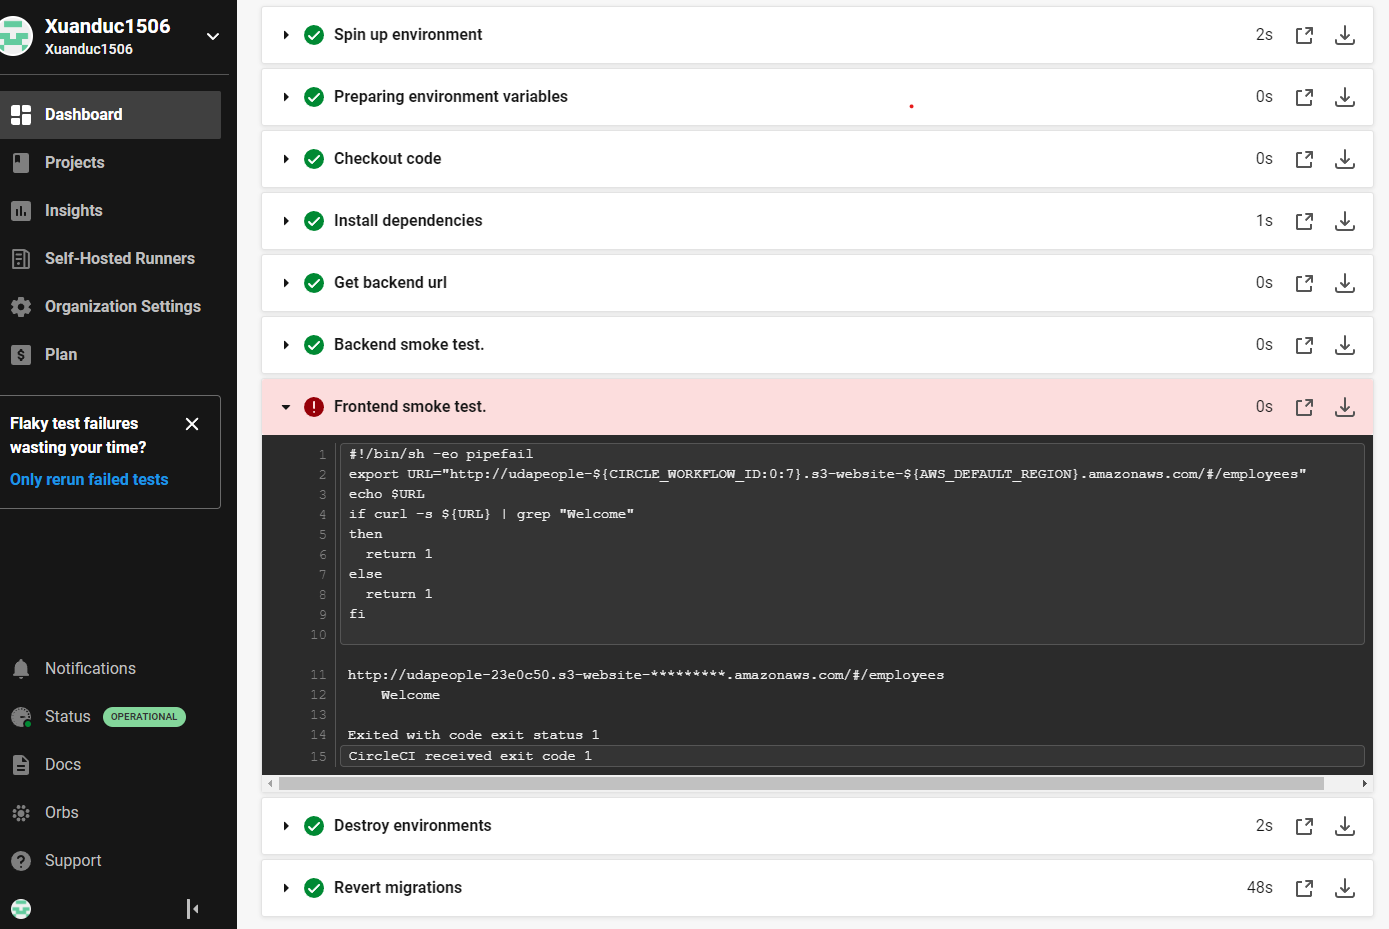 Xuanduc1506
Xuanduc1506
Dashboard
Projects
Insights
Self-Hosted Runners
Organization Settings
Plan
Flaky test failures
wasting your time?
Only rerun failed tests
Notifications
Status OPERATIONAL
Docs
Orbs
Support
Spin up environment 2s
Preparing environment variables 0s
Checkout code 0s
Install dependencies 1s
Get backend url 0s
Backend smoke test. 0s
Frontend smoke test. 0s
1 #!/bin/sh -eo pipefail
2 export URL="http://udapeople-${CIRCLE_WORKFLOW_ID:0:7}.s3-website-${AWS_DEFAULT_REGION}.amazonaws.com/#/employees"
3 echo $URL
4 if curl -s ${URL} | grep "Welcome"
5 then
6 return 1
7 else
8 return 1
9 fi
10
11 http://udapeople-23e0c50.s3-website-*********.amazonaws.com/#/employees
12 Welcome
13
14 Exited with code exit status 1
15 CircleCI received exit code 1
Destroy environments 2s
Revert migrations 48s